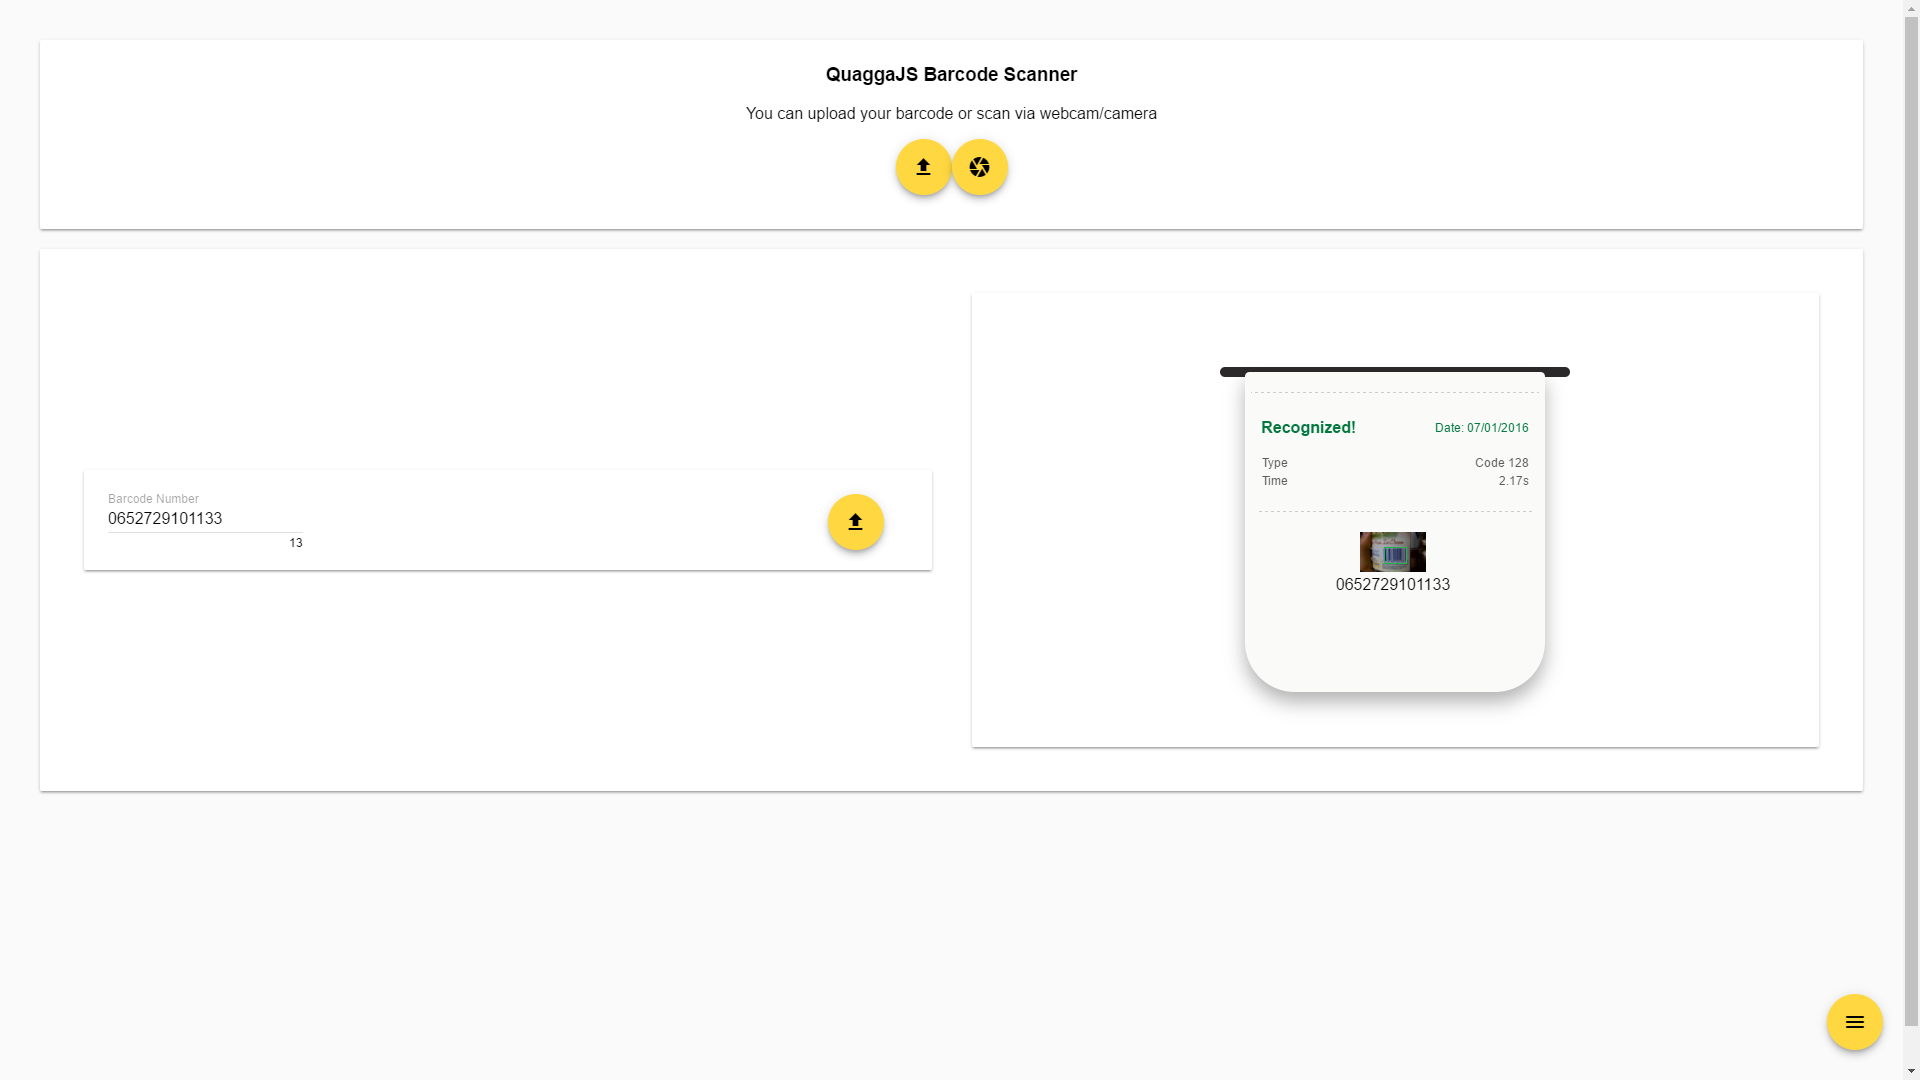 QuaggaJS Barcode Scanner
You can upload your barcode or scan via webcam/camera
Barcode Number
0652729101133
13
Recognized! Date: 07/01/2016
Type Code 128
Time 2.17s
0652729101133